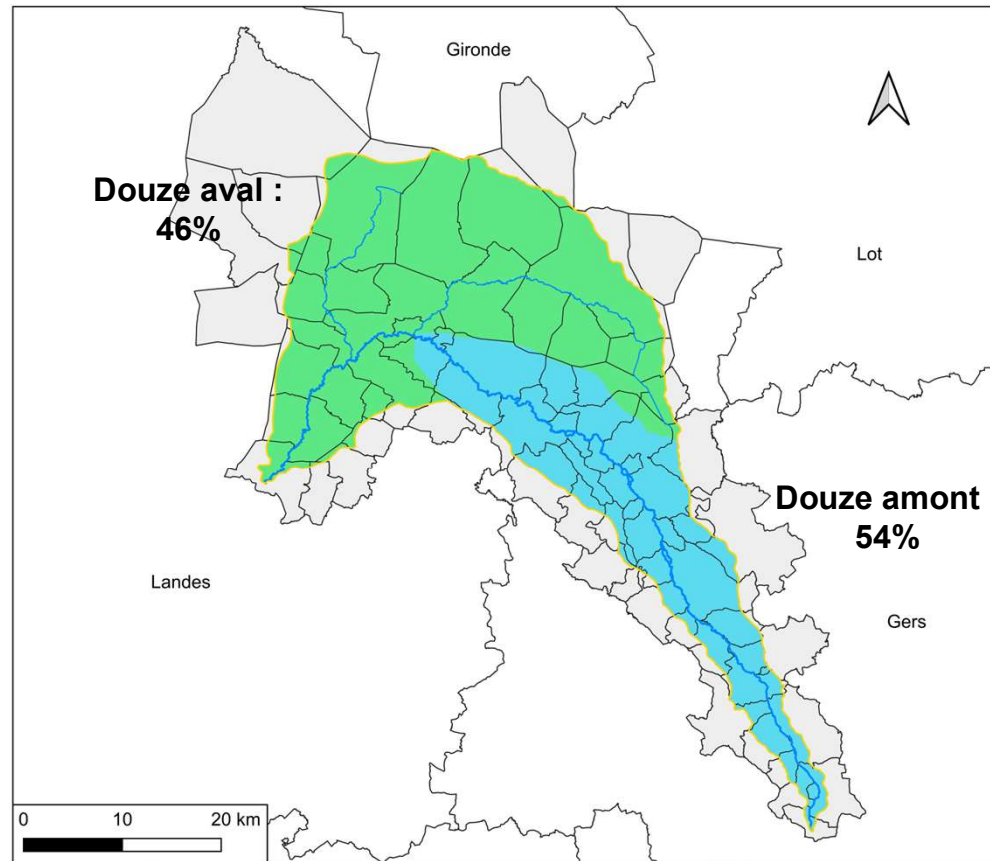 Gironde
Douze aval :
46%
Lot
Douze amont
54%
Landes
Gers
0 10 20 km